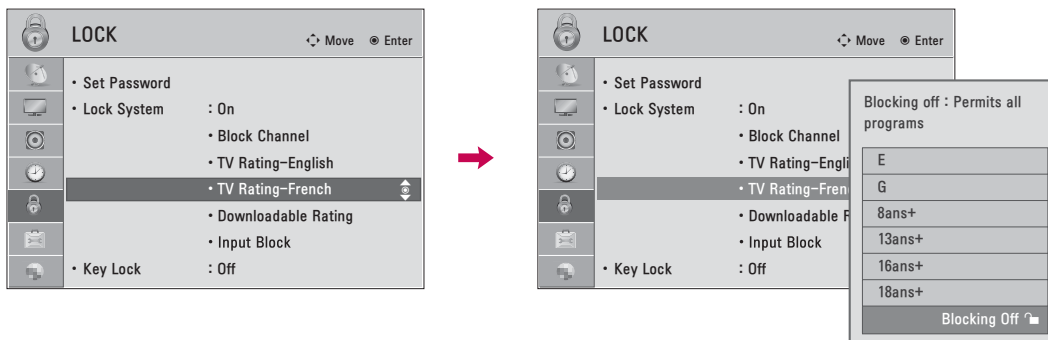 LOCK
Move Enter
• Set Password
• Lock System : On
• Block Channel
• TV Rating-English
• TV Rating-French
• Downloadable Rating
• Input Block
• Key Lock : Off
LOCK
Move Enter
• Set Password
• Lock System : On
• Block Channel
• TV Rating-Engli
• TV Rating-Fren
• Downloadable R
• Input Block
• Key Lock : Off
Blocking off : Permits all
programs
E
G
8ans+
13ans+
16ans+
18ans+
Blocking Off